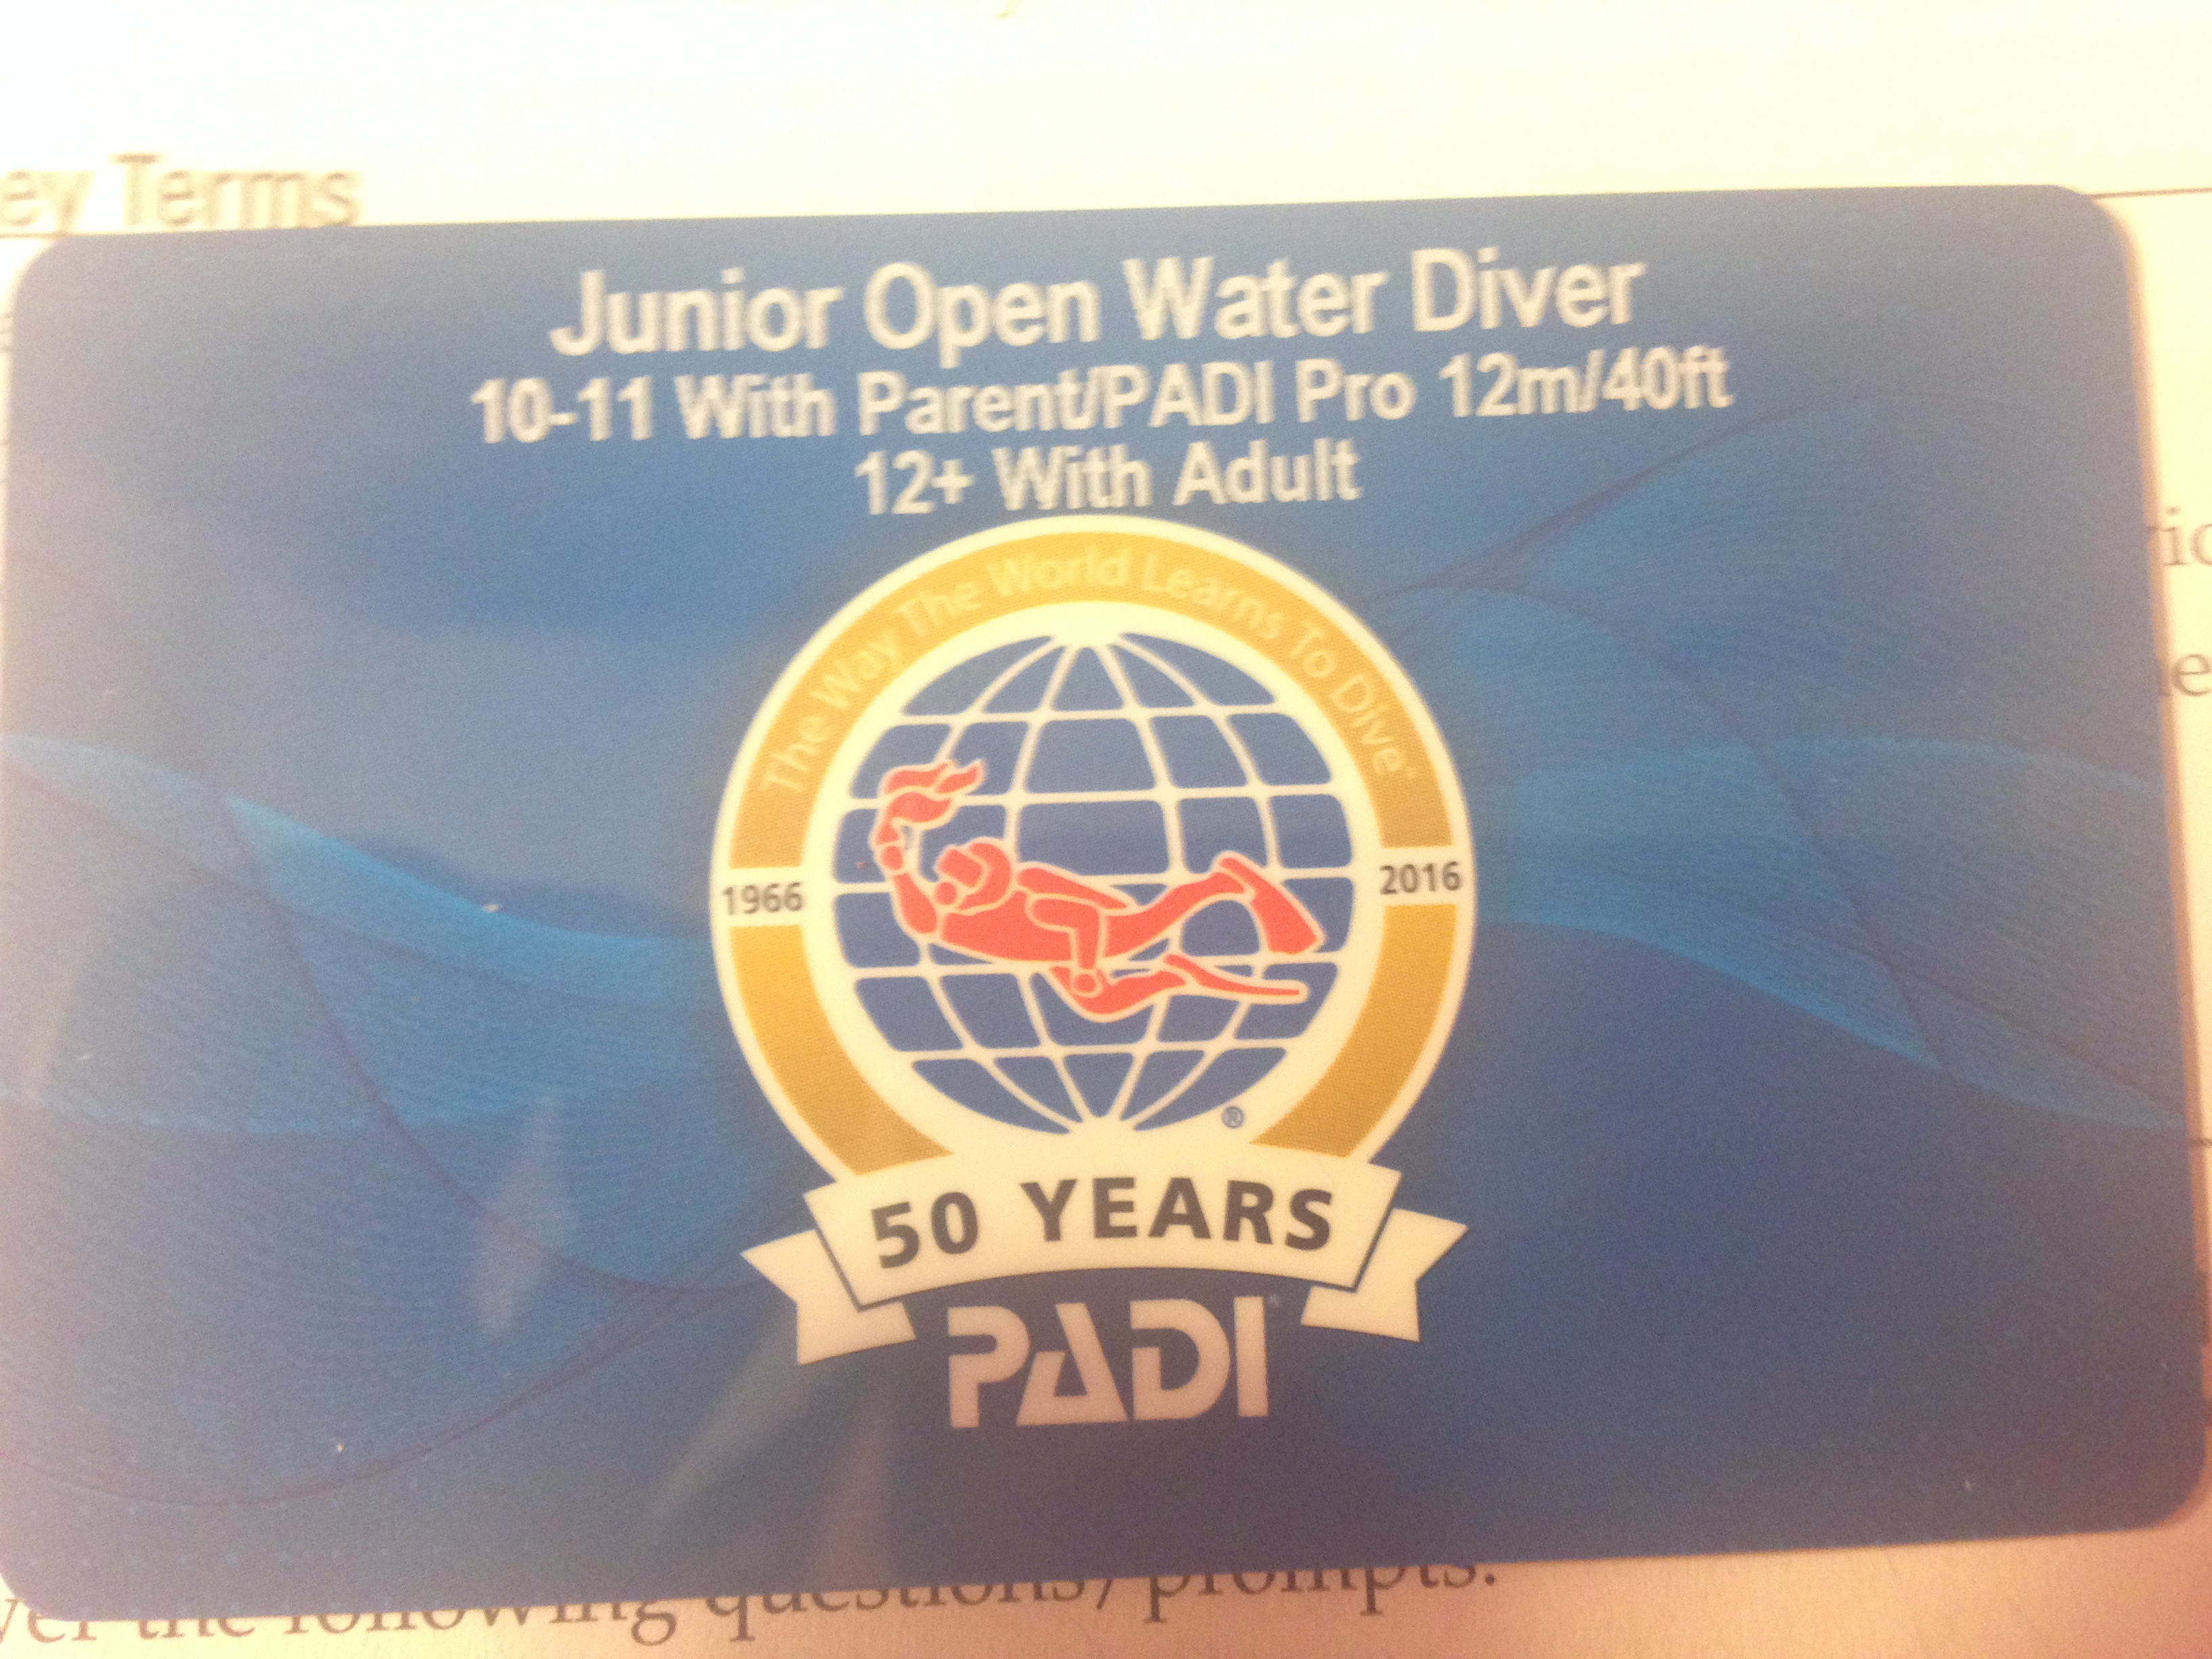 ey Terms
Junior Open Water Diver
10-11 With Parent/PADI Pro 12m/40ft
12+ With Adult
The Way The World Learns To Dive
1966
2016
®
50 YEARS
PADI
ver the following questions/prompts.